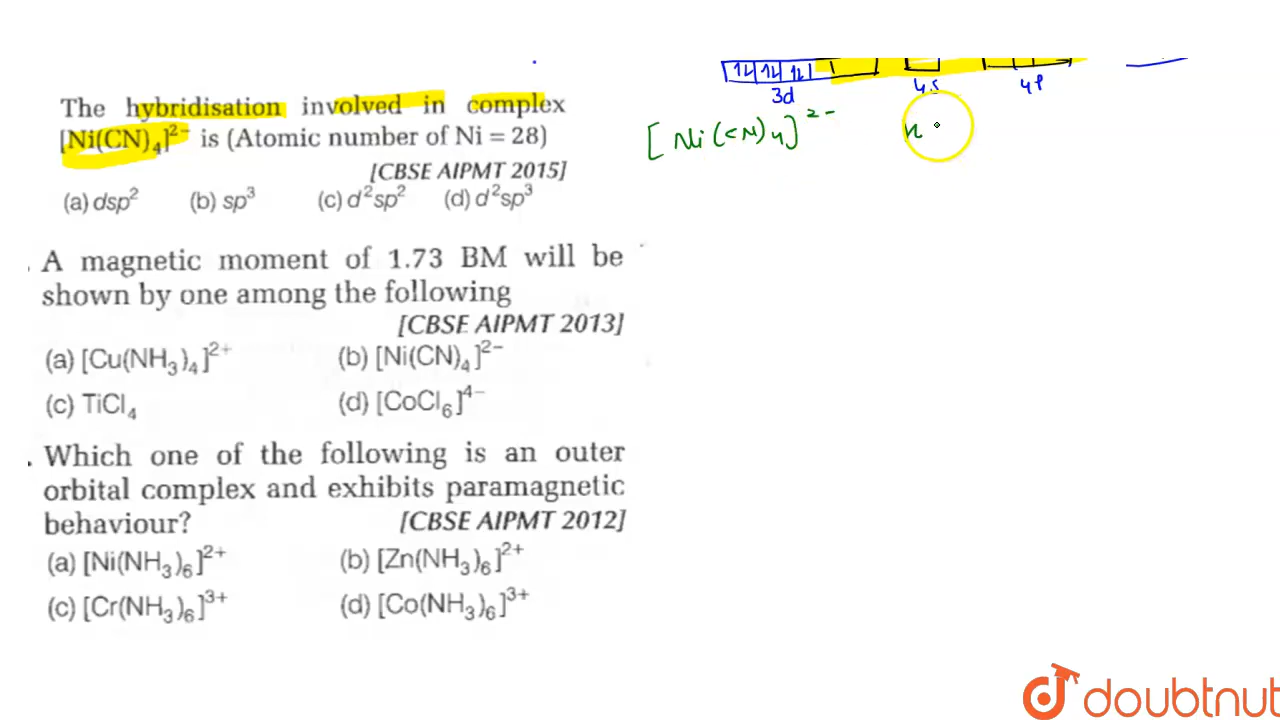 The hybridisation involved in complex
[Ni(CN)₄]²⁻ is (Atomic number of Ni = 28)
[CBSE AIPMT 2015]
(a) dsp² (b) sp³ (c) d²sp² (d) d²sp³
. A magnetic moment of 1.73 BM will be
shown by one among the following
[CBSE AIPMT 2013]
(a) [Cu(NH₃)₄]²⁺ (b) [Ni(CN)₄]²⁻
(c) TiCl₄ (d) [CoCl₆]⁴⁻
. Which one of the following is an outer
orbital complex and exhibits paramagnetic
behaviour? [CBSE AIPMT 2012]
(a) [Ni(NH₃)₆]²⁺ (b) [Zn(NH₃)₆]²⁺
(c) [Cr(NH₃)₆]³⁺ (d) [Co(NH₃)₆]³⁺
3d 4s 4p
[Ni(CN)₄]²⁻
doubtnut